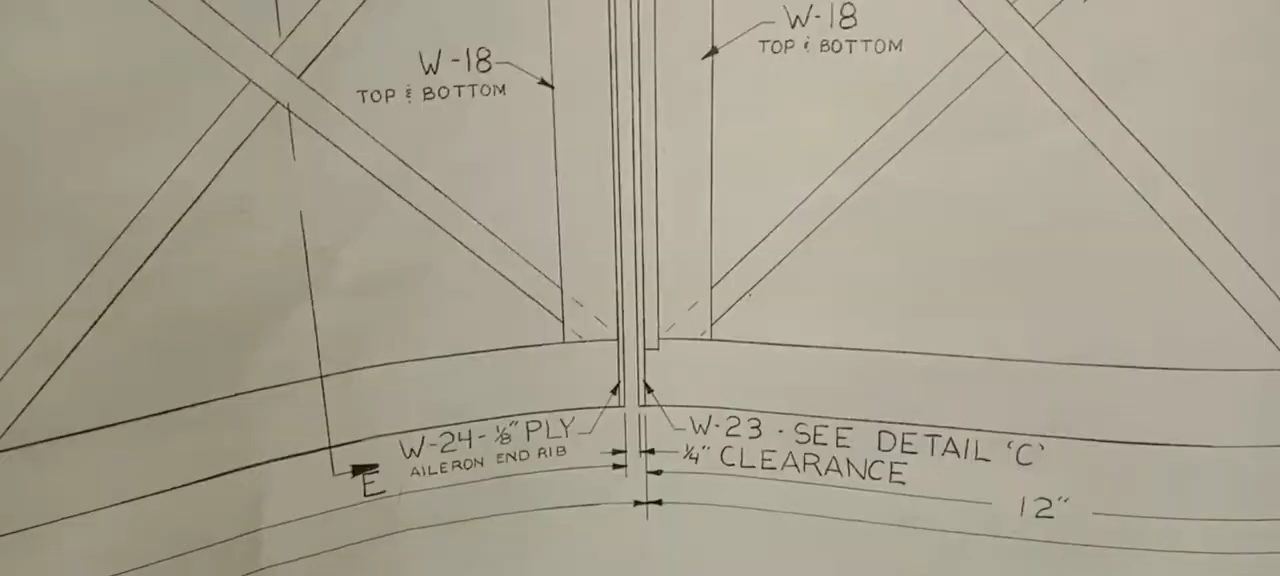 W-18
TOP & BOTTOM
W-18
TOP & BOTTOM
W-24-⅛" PLY
AILERON END RIB
W-23 · SEE DETAIL 'C'
¼" CLEARANCE
E
12"